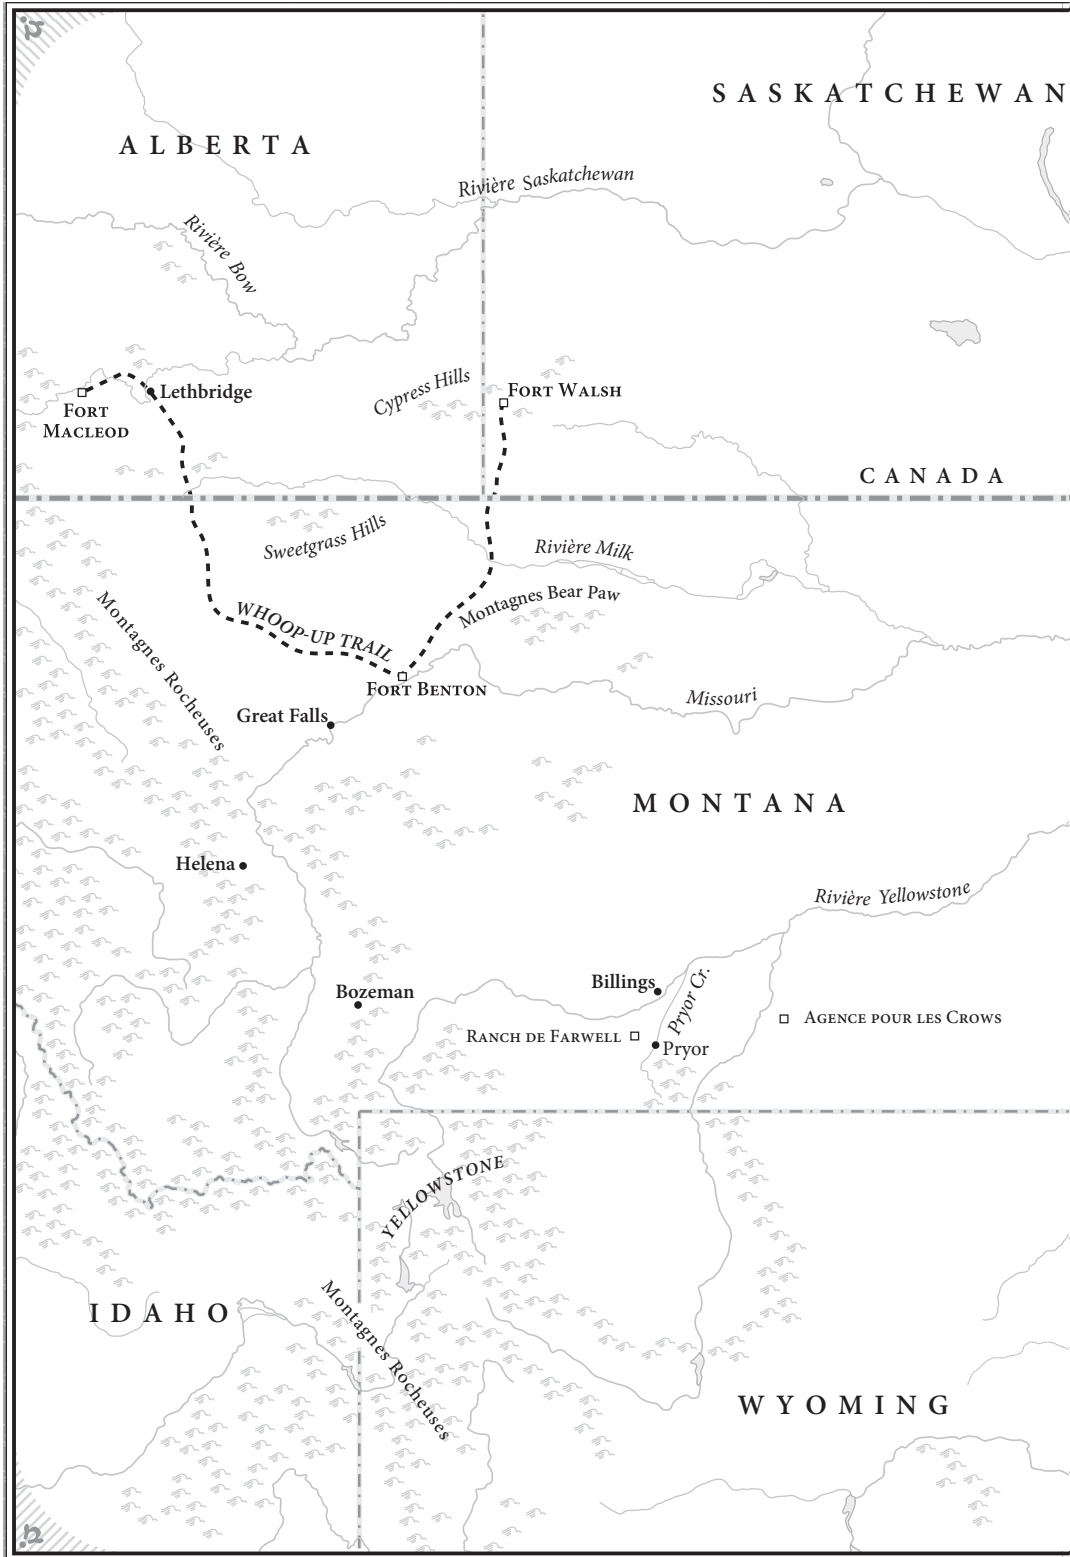 SASKATCHEWAN
ALBERTA
Rivière Saskatchewan
Rivière Bow
Cypress Hills
FORT WALSH
Lethbridge
FORT
MACLEOD
CANADA
Sweetgrass Hills
Rivière Milk
Montagnes Bear Paw
WHOOP-UP TRAIL
Montagnes Rocheuses
FORT BENTON
Missouri
Great Falls
MONTANA
Helena
Rivière Yellowstone
Billings
Pryor Cr.
Bozeman
AGENCE POUR LES CROWS
RANCH DE FARWELL
Pryor
YELLOWSTONE
IDAHO
Montagnes Rocheuses
WYOMING